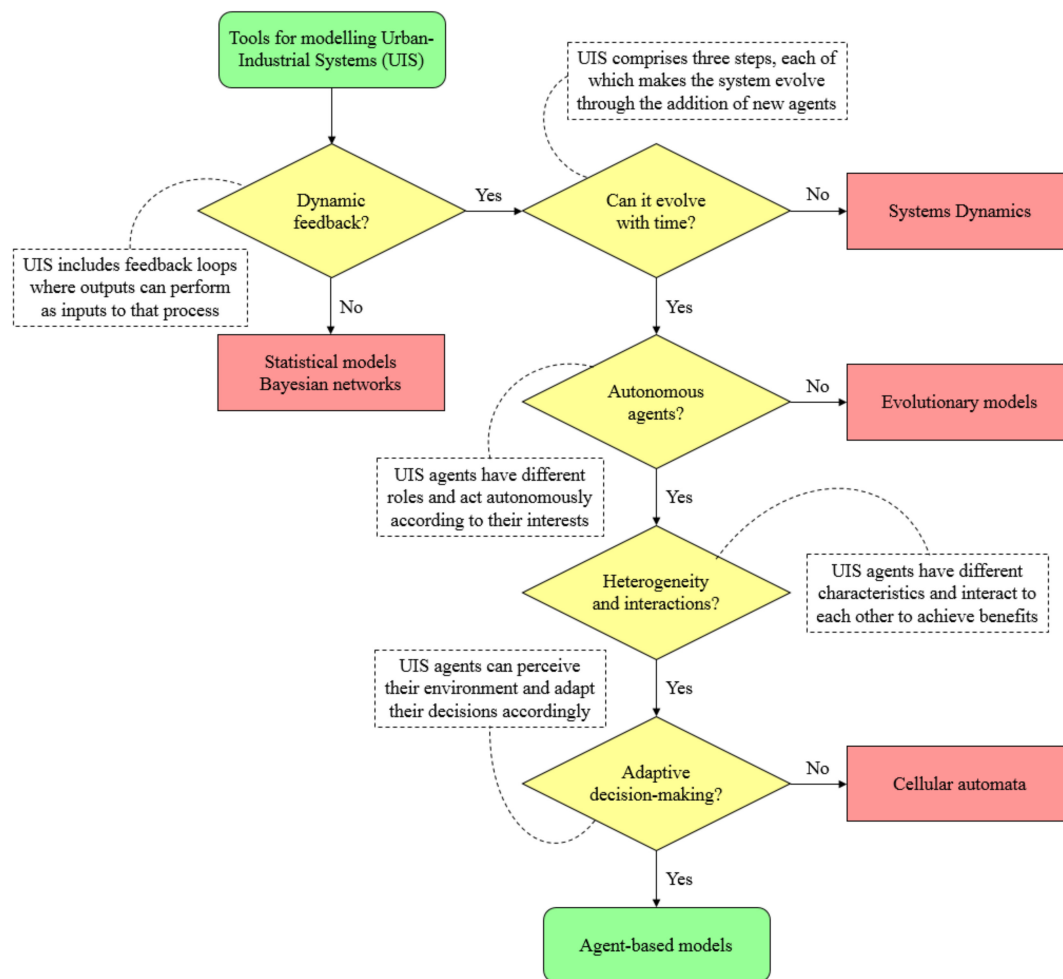 Tools for modelling Urban-
Industrial Systems (UIS)
UIS comprises three steps, each of
which makes the system evolve
through the addition of new agents
Dynamic
feedback?
Yes
Can it evolve
with time?
No
Systems Dynamics
UIS includes feedback loops
where outputs can perform
as inputs to that process
No
Statistical models
Bayesian networks
Yes
Autonomous
agents?
No
Evolutionary models
UIS agents have different
roles and act autonomously
according to their interests
Yes
Heterogeneity
and interactions?
UIS agents have different
characteristics and interact to
each other to achieve benefits
UIS agents can perceive
their environment and adapt
their decisions accordingly
Yes
Adaptive
decision-making?
No
Cellular automata
Yes
Agent-based models